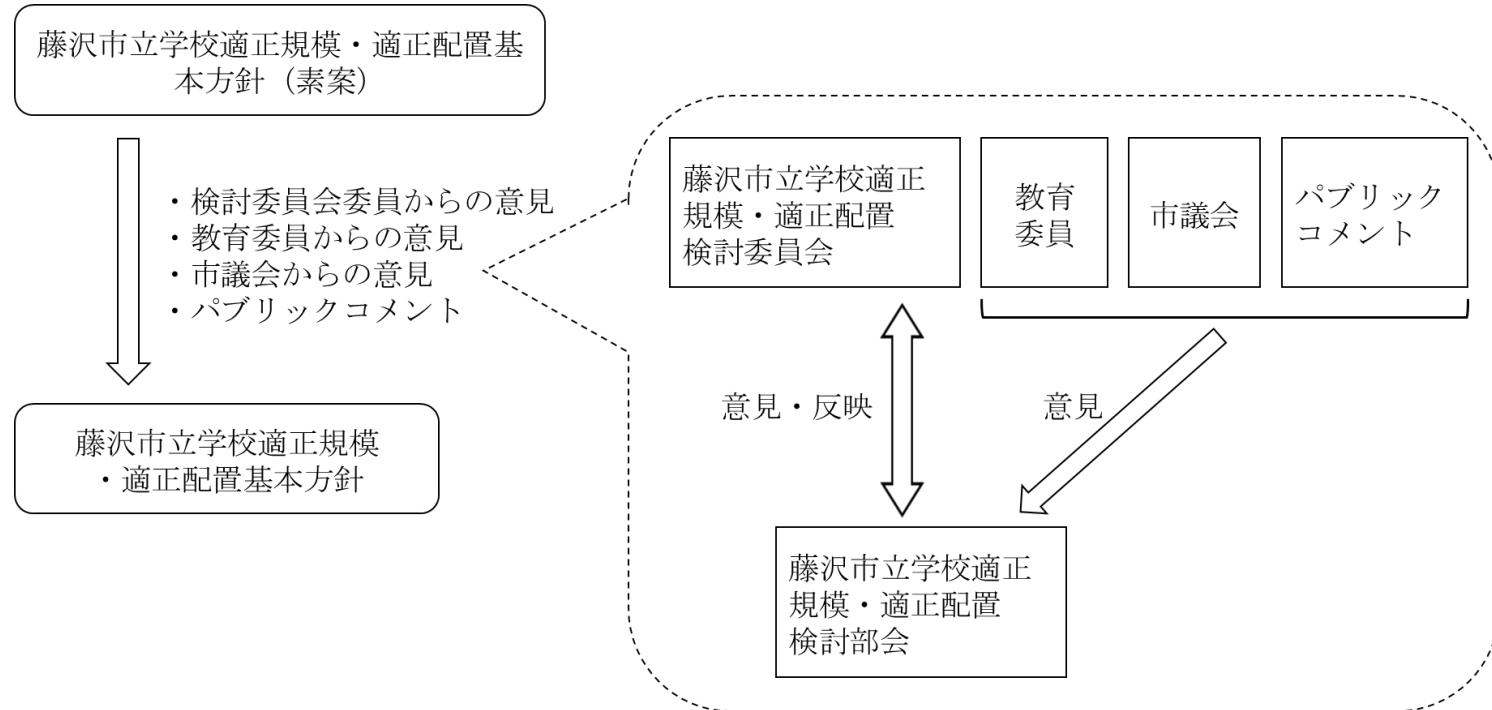 藤沢市立学校適正規模・適正配置基
本方針（素案）
・検討委員会委員からの意見
・教育委員からの意見
・市議会からの意見
・パブリックコメント
藤沢市立学校適正規模
・適正配置基本方針
藤沢市立学校適正
規模・適正配置
検討委員会
教育
委員
市議会
パブリック
コメント
意見・反映
意見
藤沢市立学校適正
規模・適正配置
検討部会